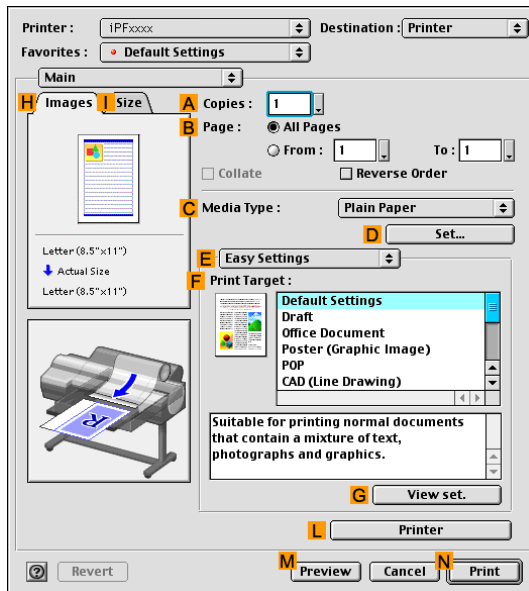 Printer : iPFxxxx Destination : Printer
Favorites : Default Settings
Main
H Images I Size
A Copies : 1
B Page : All Pages
From : 1 To : 1
Collate Reverse Order
C Media Type : Plain Paper
D Set...
Letter (8.5"x11")
Actual Size
Letter (8.5"x11")
E Easy Settings
F Print Target :
Default Settings
Draft
Office Document
Poster (Graphic Image)
POP
CAD (Line Drawing)
R
Suitable for printing normal documents
that contain a mixture of text,
photographs and graphics.
G View set.
L Printer
? Revert M Preview Cancel N Print